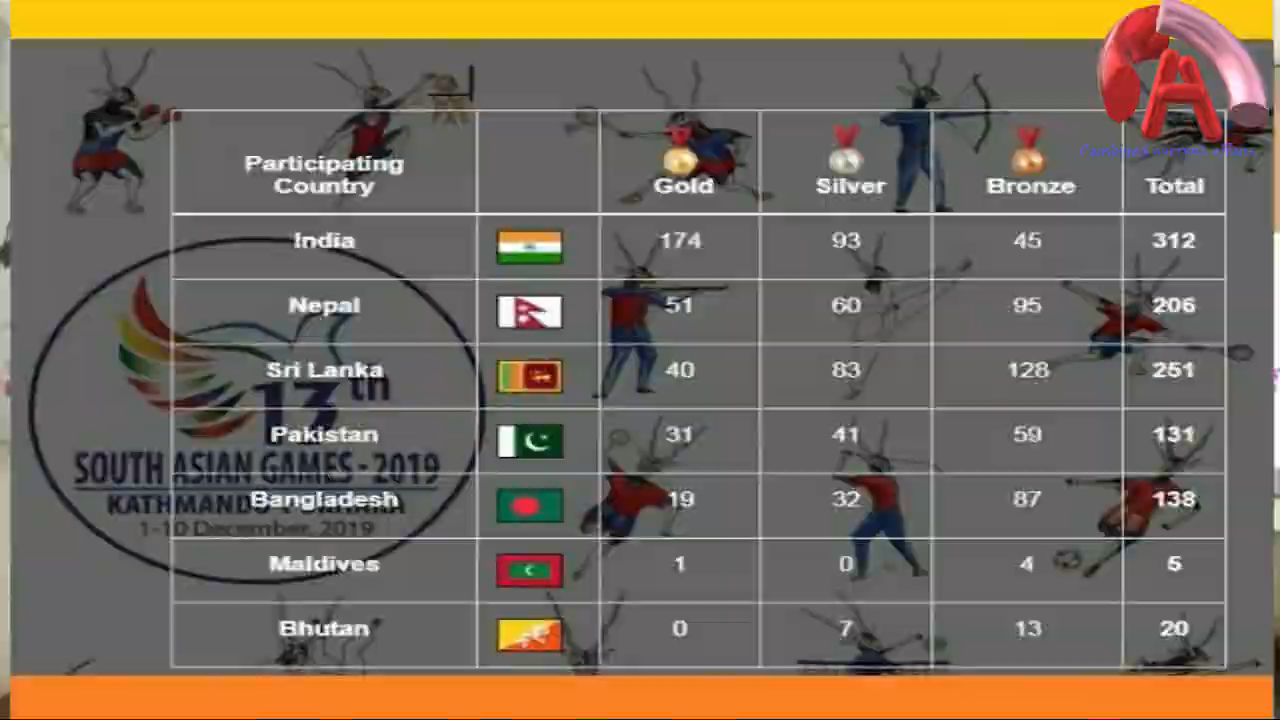 Participating
Country
Gold Silver Bronze Total
India 174 93 45 312
Nepal 51 60 95 206
Sri Lanka 40 83 128 251
Pakistan 31 41 59 131
Bangladesh 19 32 87 138
Maldives 1 0 4 5
Bhutan 0 7 13 20
13th
SOUTH ASIAN GAMES - 2019
1-10 December, 2019
A
current affairs